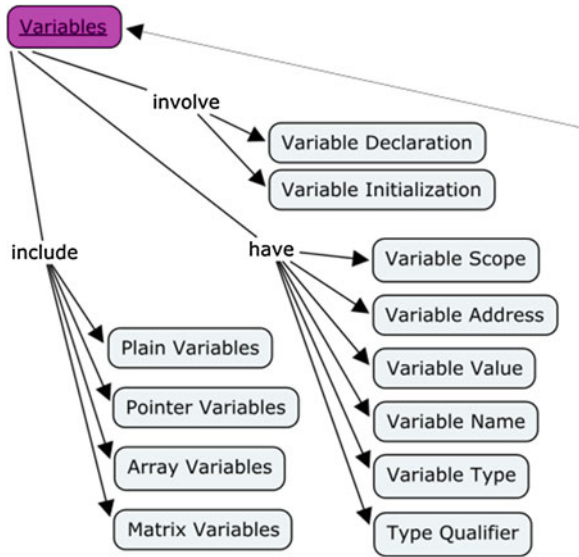 Variables
involve
Variable Declaration
Variable Initialization
include
have
Variable Scope
Variable Address
Variable Value
Variable Name
Variable Type
Type Qualifier
Plain Variables
Pointer Variables
Array Variables
Matrix Variables